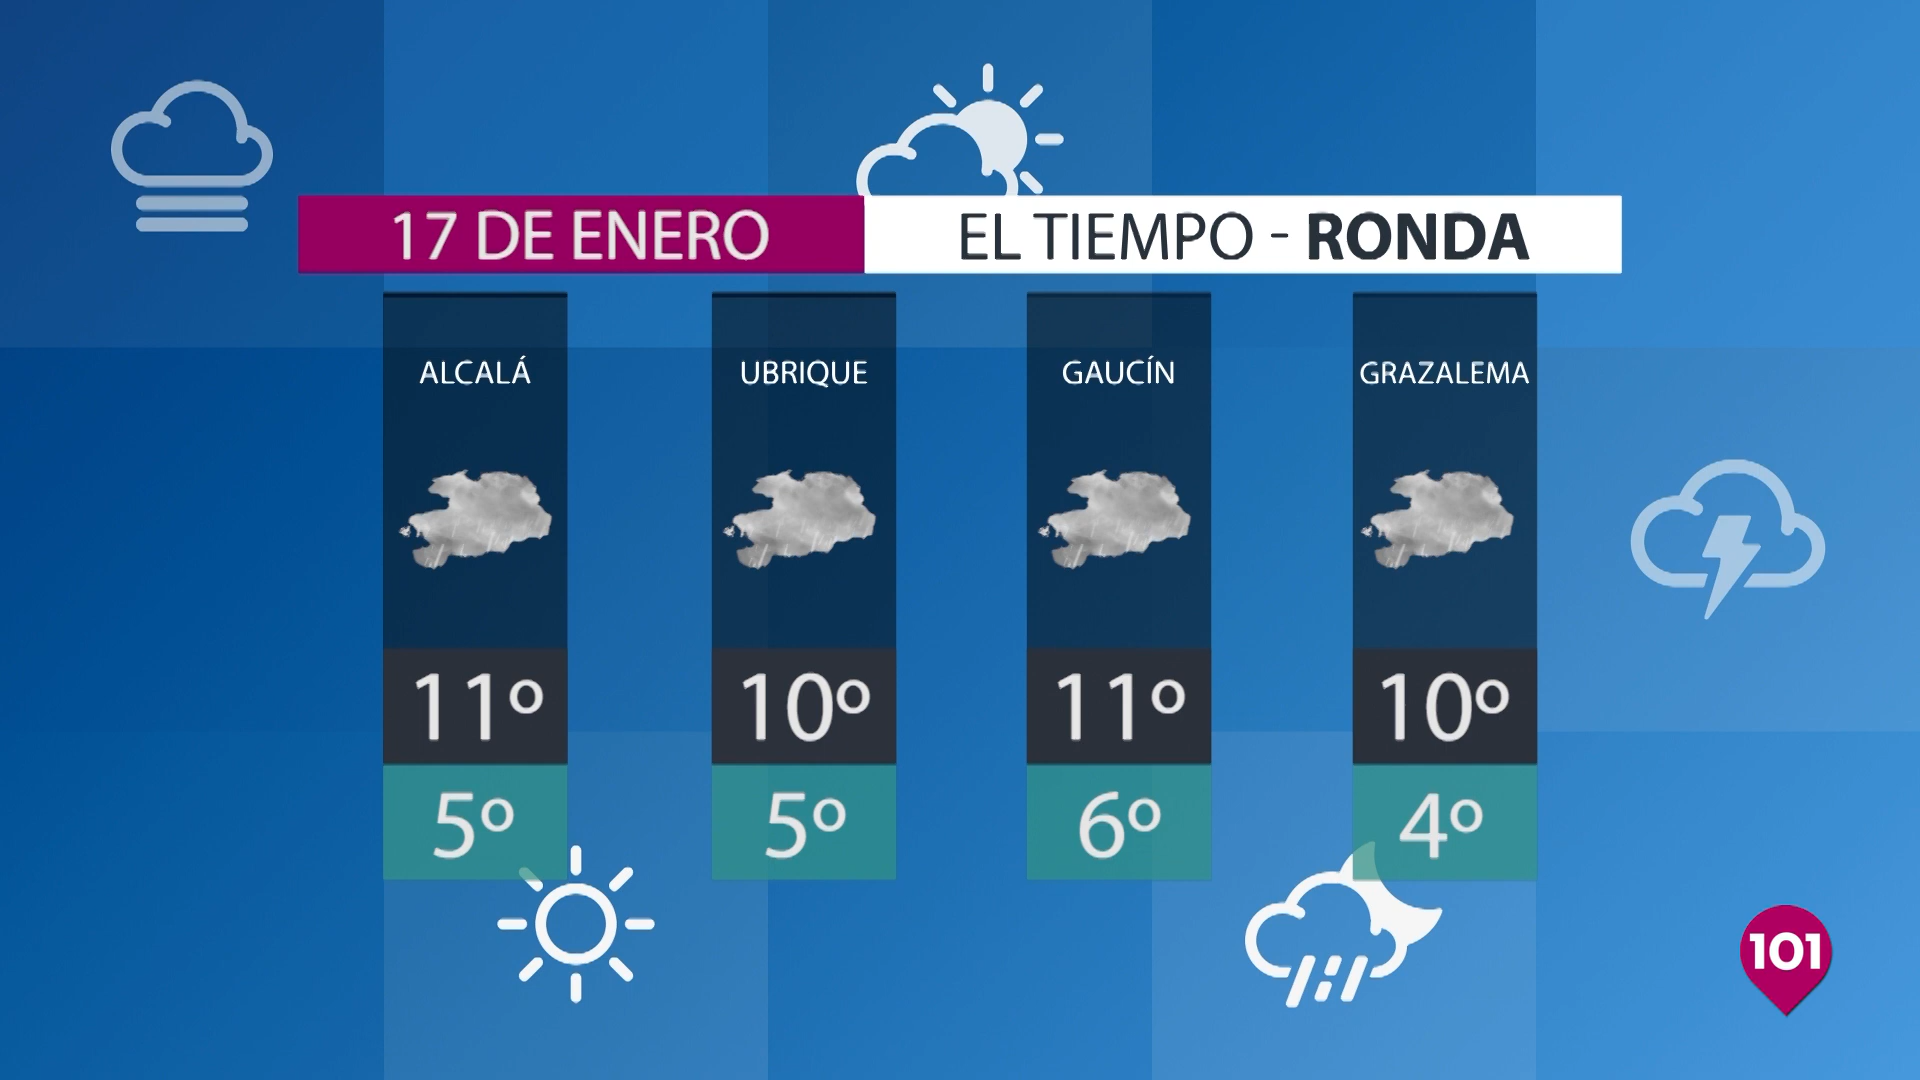 17 DE ENERO
EL TIEMPO - RONDA
ALCALÁ
UBRIQUE
GAUCÍN
GRAZALEMA
11º
10º
11º
10º
5º
5º
6º
4º
101